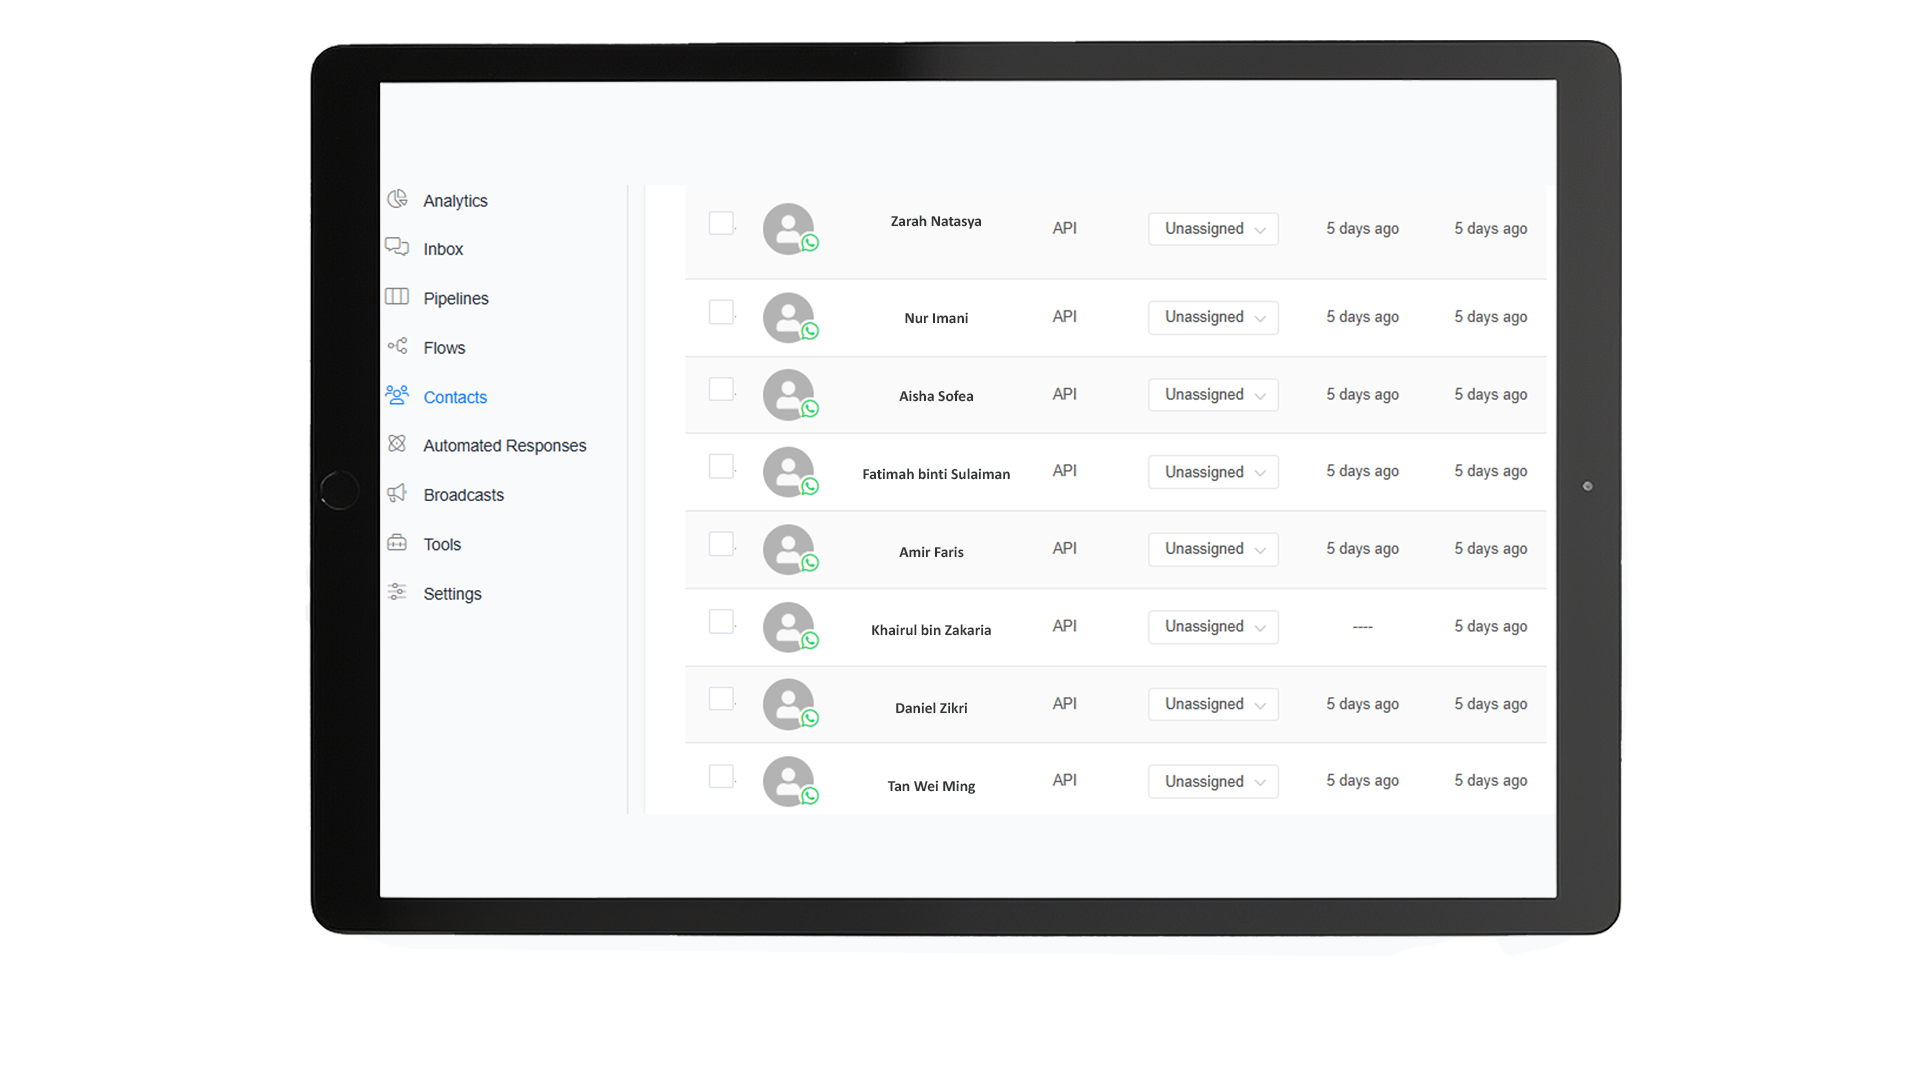 Analytics
Inbox
Pipelines
Flows
Contacts
Automated Responses
Broadcasts
Tools
Settings
Zarah Natasya API Unassigned 5 days ago 5 days ago
Nur Imani API Unassigned 5 days ago 5 days ago
Aisha Sofea API Unassigned 5 days ago 5 days ago
Fatimah binti Sulaiman API Unassigned 5 days ago 5 days ago
Amir Faris API Unassigned 5 days ago 5 days ago
Khairul bin Zakaria API Unassigned ---- 5 days ago
Daniel Zikri API Unassigned 5 days ago 5 days ago
Tan Wei Ming API Unassigned 5 days ago 5 days ago